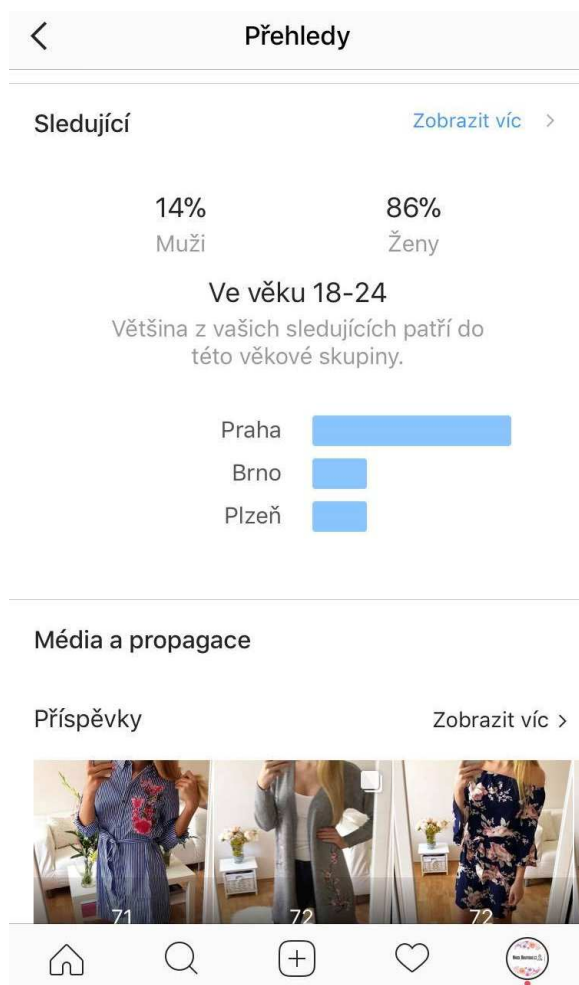 Přehledy
Sledující
Zobrazit víc
14%
86%
Muži
Ženy
Ve věku 18-24
Většina z vašich sledujících patří do
této věkové skupiny.
Praha
Brno
Plzeň
Média a propagace
Příspěvky
Zobrazit víc
71
72
72